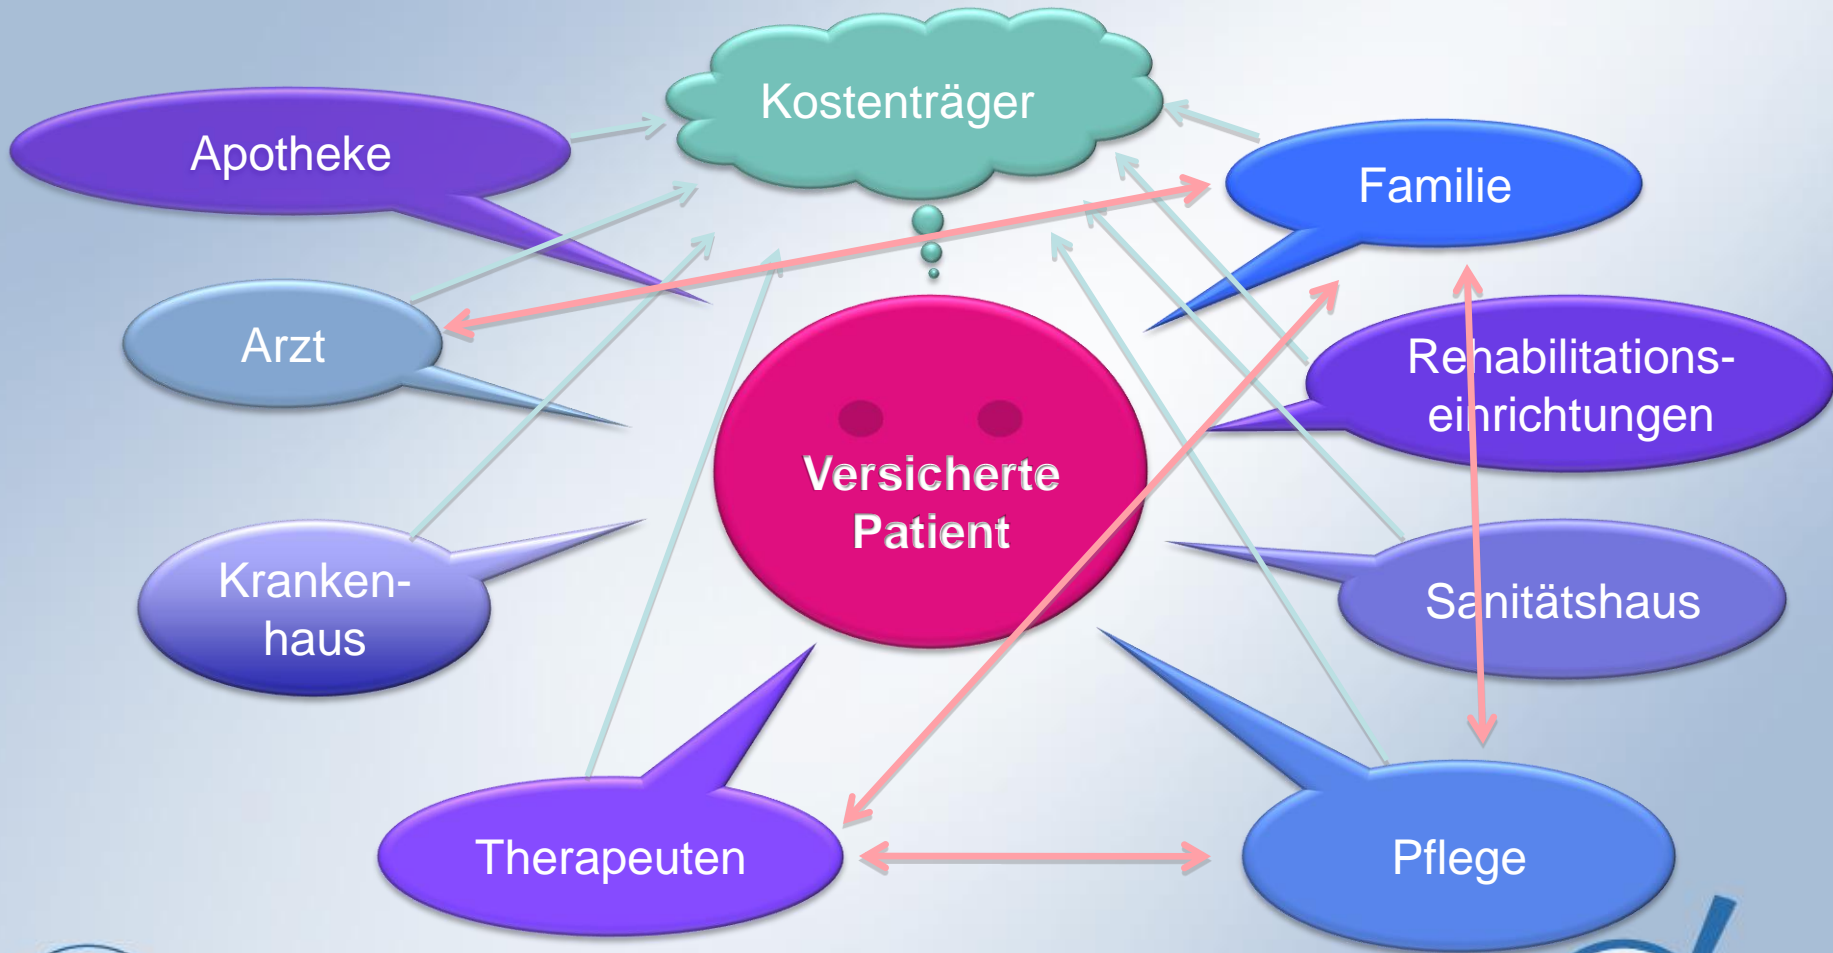 Kostenträger
Apotheke
Familie
Arzt
Rehabilitations-
einrichtungen
Versicherte
Patient
Kranken-
haus
Sanitätshaus
Therapeuten
Pflege